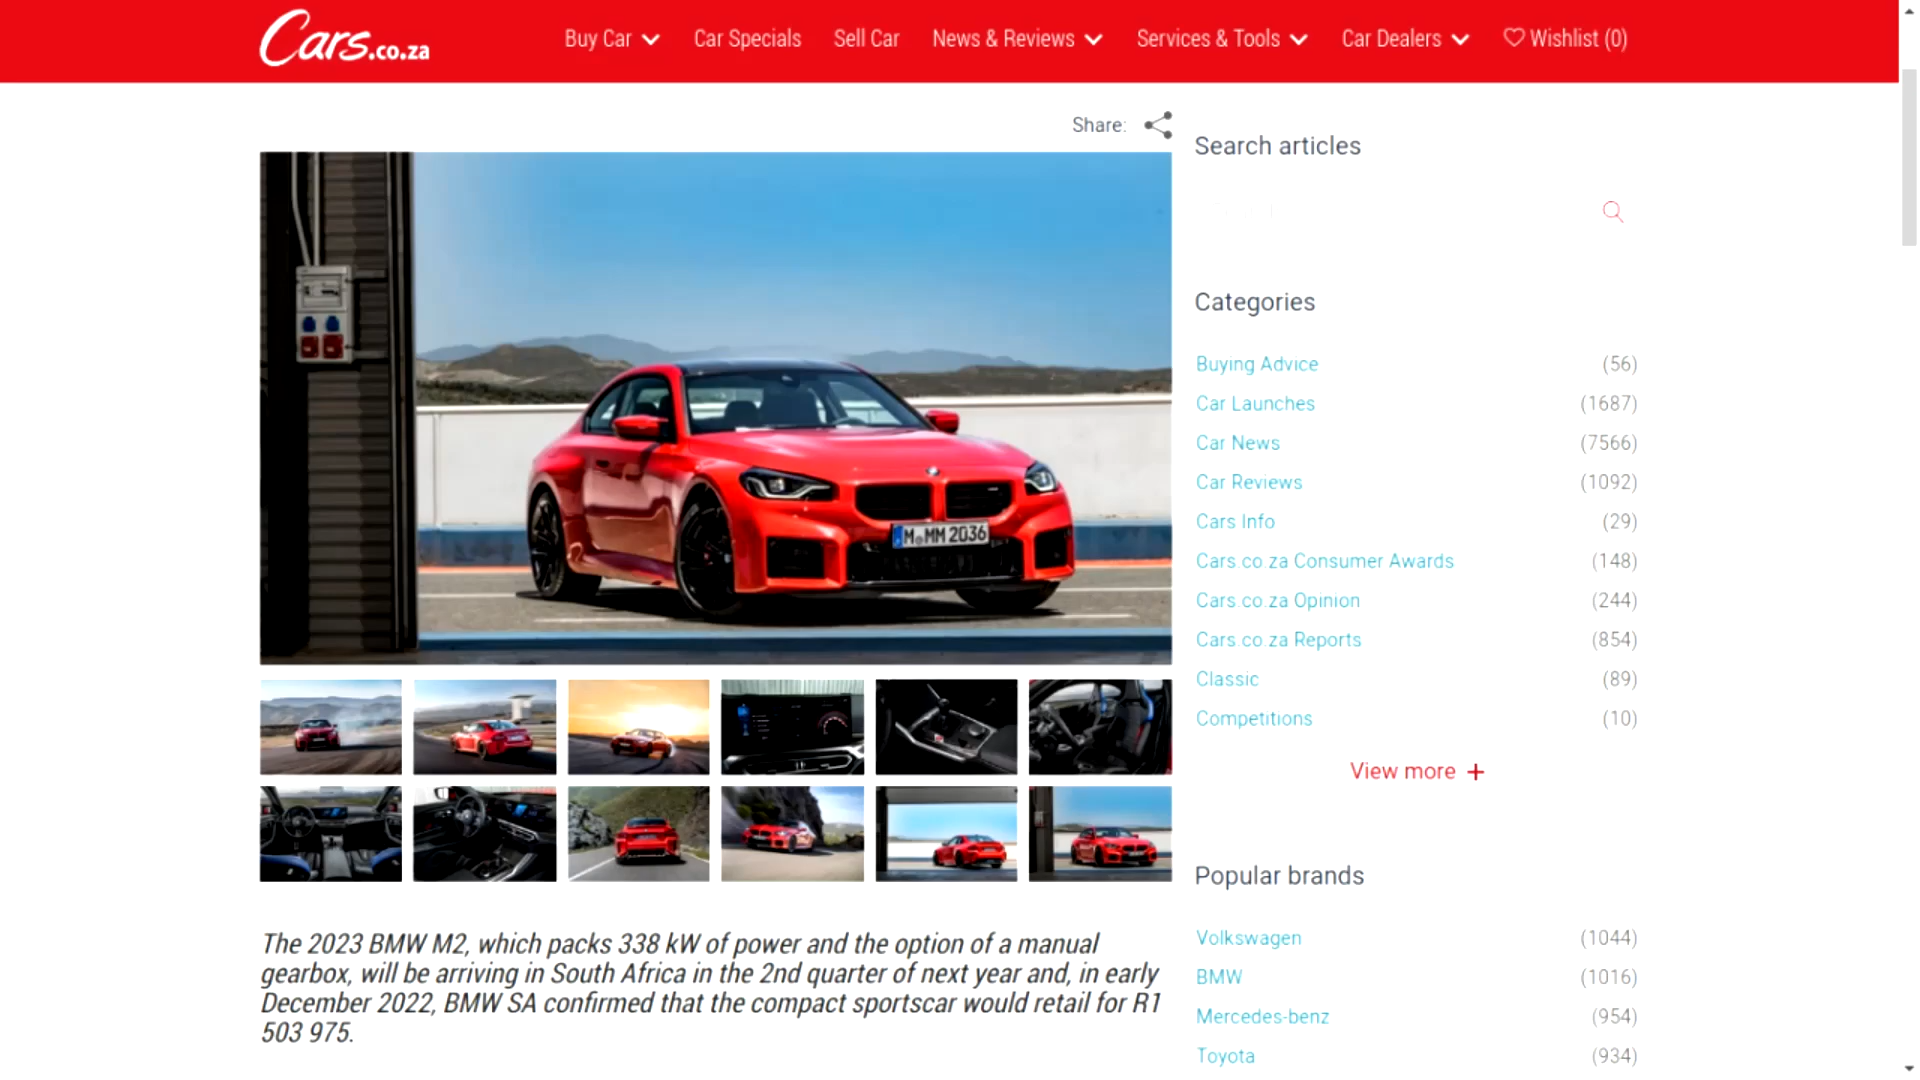 Cars.co.za
Buy Car
Car Specials
Sell Car
News & Reviews
Services & Tools
Car Dealers
Wishlist (0)
Share:
M MM 2036
The 2023 BMW M2, which packs 338 kW of power and the option of a manual
gearbox, will be arriving in South Africa in the 2nd quarter of next year and, in early
December 2022, BMW SA confirmed that the compact sportscar would retail for R1
503 975.
Search articles
Categories
Buying Advice (56)
Car Launches (1687)
Car News (7566)
Car Reviews (1092)
Cars Info (29)
Cars.co.za Consumer Awards (148)
Cars.co.za Opinion (244)
Cars.co.za Reports (854)
Classic (89)
Competitions (10)
View more +
Popular brands
Volkswagen (1044)
BMW (1016)
Mercedes-benz (954)
Toyota (934)